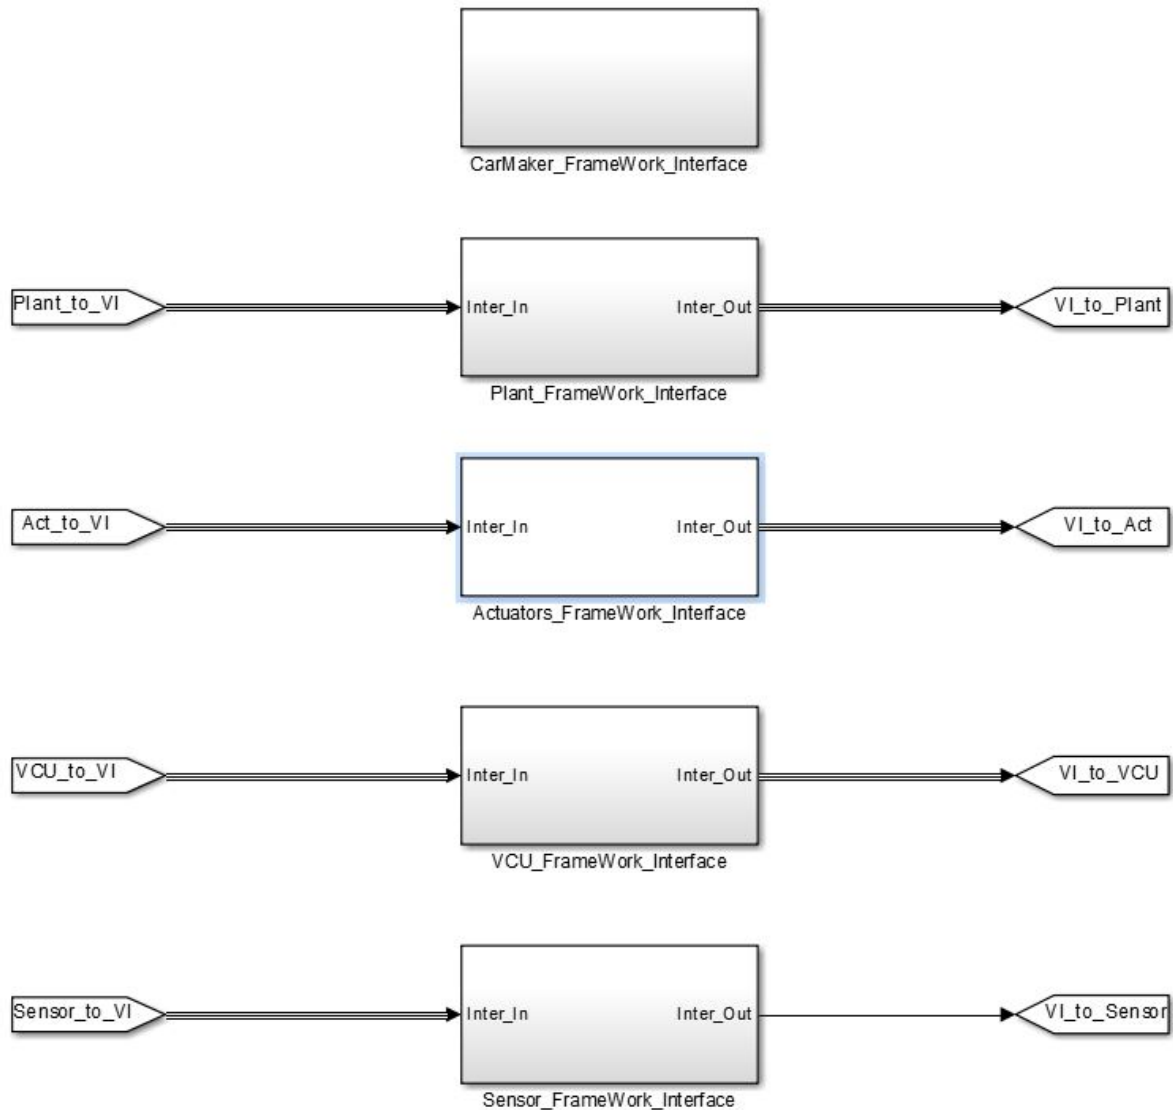 CarMaker_FrameWork_Interface
Plant_to_VI
Inter_In
Inter_Out
VI_to_Plant
Plant_FrameWork_Interface
Act_to_VI
Inter_In
Inter_Out
VI_to_Act
Actuators_FrameWork_Interface
VCU_to_VI
Inter_In
Inter_Out
VI_to_VCU
VCU_FrameWork_Interface
Sensor_to_VI
Inter_In
Inter_Out
VI_to_Sensor
Sensor_FrameWork_Interface